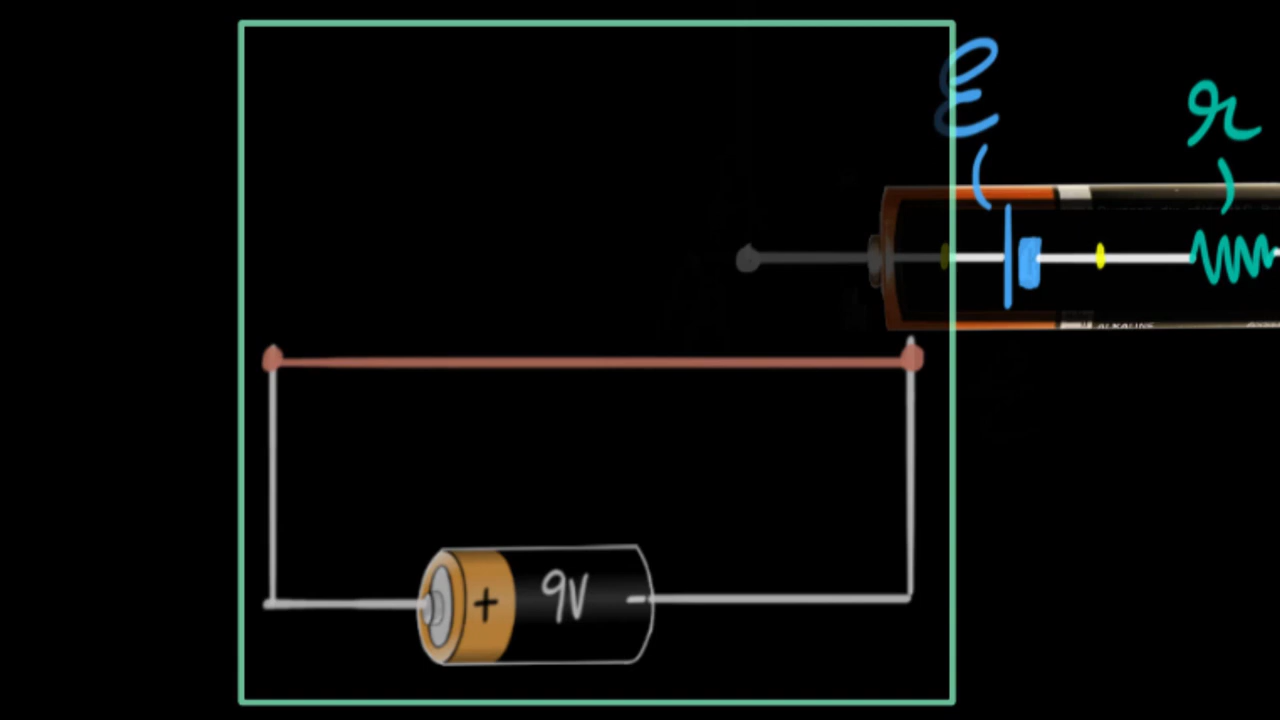 ℰ
r
ALKALINE
+ 9V -